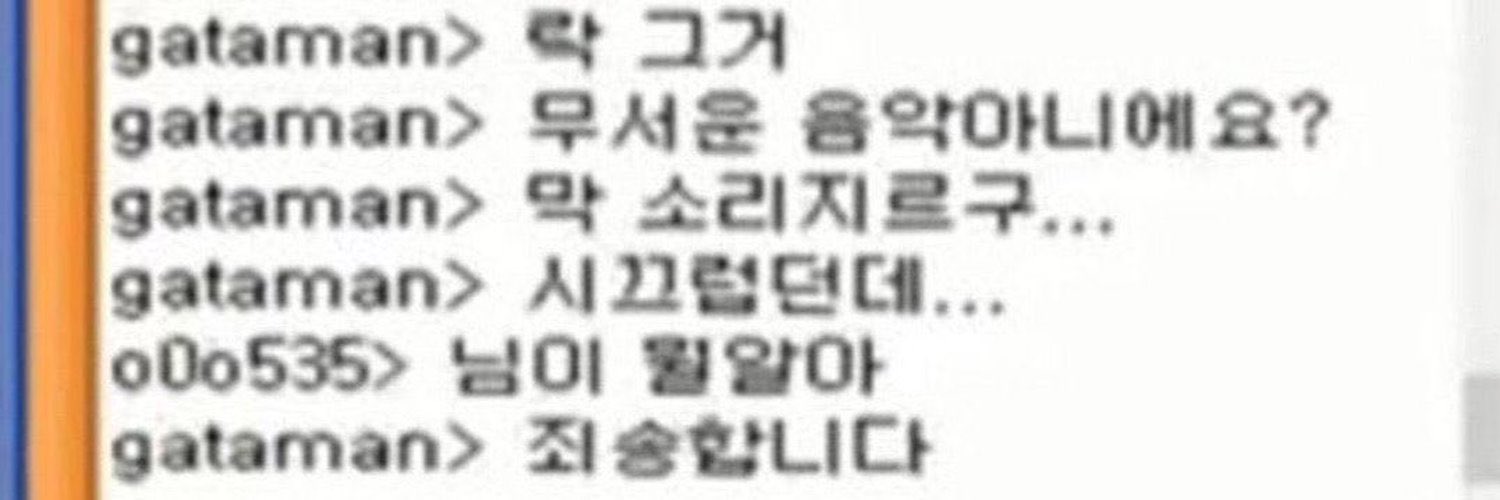 gataman> 락 그거
gataman> 무서운 음악아니에요?
gataman> 막 소리지르구...
gataman> 시끄럽던데...
o0o535> 님이 뭘알아
gataman> 죄송합니다